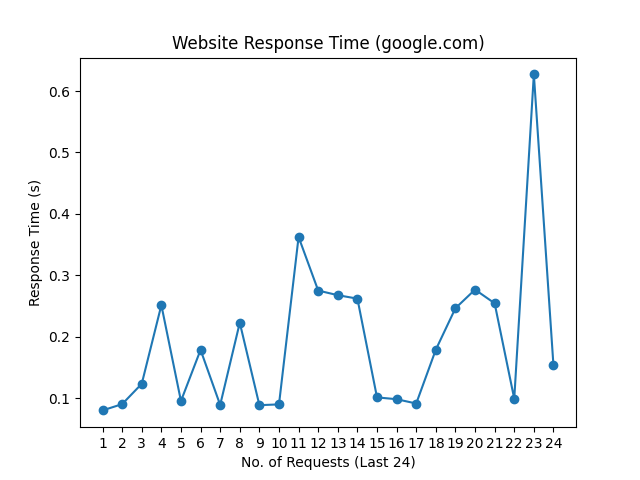 Website Response Time (google.com)
0.6
0.5
0.4
0.3
0.2
0.1
Response Time (s)
1 2 3 4 5 6 7 8 9 10 11 12 13 14 15 16 17 18 19 20 21 22 23 24
No. of Requests (Last 24)